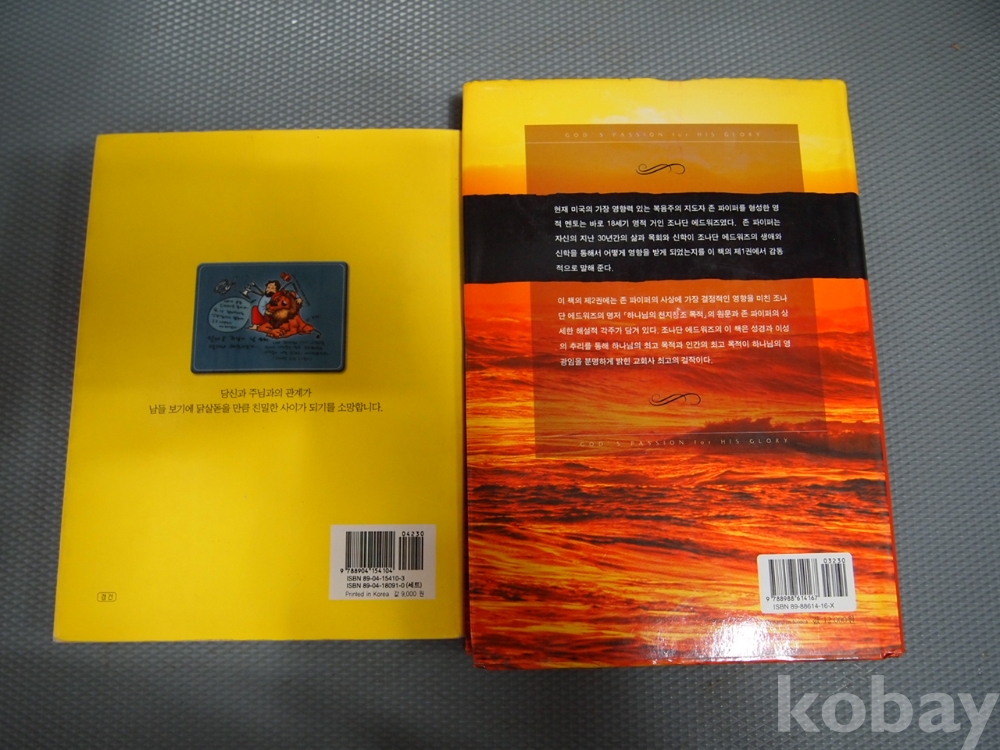 당신과 주님과의 관계가
남들 보기에 닭살돋을 만큼 친밀한 사이가 되기를 소망합니다.
04230
9788904154104
ISBN 89-04-15410-3
ISBN 89-04-18091-0 (세트)
Printed in Korea 값 9,000 원
GOD'S PASSION for HIS GLORY
현재 미국의 가장 영향력 있는 복음주의 지도자 존 파이퍼를 형성한 영
적 멘토는 바로 18세기 영적 거인 조나단 에드워즈였다. 존 파이퍼는
자신의 지난 30년간의 삶과 목회와 신학이 조나단 에드워즈의 생애와
신학을 통해서 어떻게 영향을 받게 되었는지를 이 책의 제1권에서 감동
적으로 말해 준다.
이 책의 제2권에는 존 파이퍼의 사상에 가장 결정적인 영향을 미친 조나
단 에드워즈의 명저 「하나님의 천지창조 목적」의 원문과 존 파이퍼의 상
세한 해설적 각주가 담겨 있다. 조나단 에드워즈의 이 책은 성경과 이성
의 추리를 통해 하나님의 최고 목적과 인간의 최고 목적이 하나님의 영
광임을 분명하게 밝힌 교회사 최고의 걸작이다.
GOD'S PASSION for HIS GLORY
03230
9788988614167
ISBN 89-88614-16-X
kobay